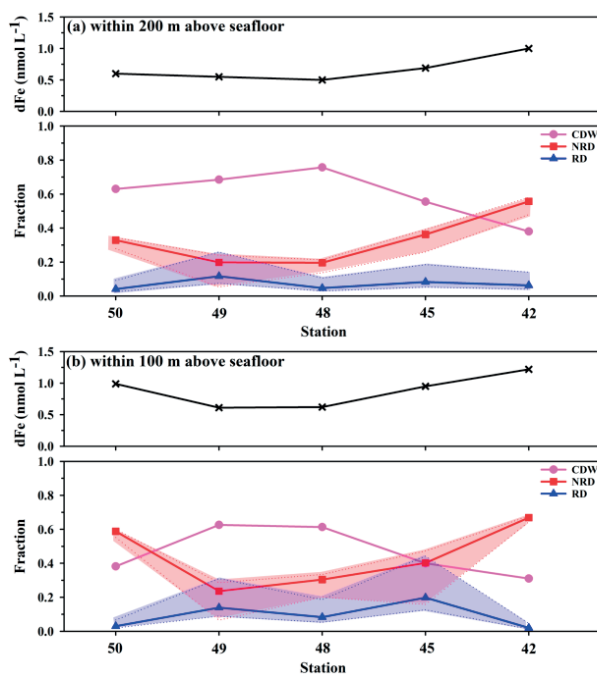 (a) within 200 m above seafloor
dFe (nmol L⁻¹)
1.5
1.0
0.5
0.0
Fraction
1.0
0.8
0.6
0.4
0.2
0.0
CDW
NRD
RD
50 49 48 45 42
Station
(b) within 100 m above seafloor
dFe (nmol L⁻¹)
1.5
1.0
0.5
0.0
Fraction
1.0
0.8
0.6
0.4
0.2
0.0
CDW
NRD
RD
50 49 48 45 42
Station